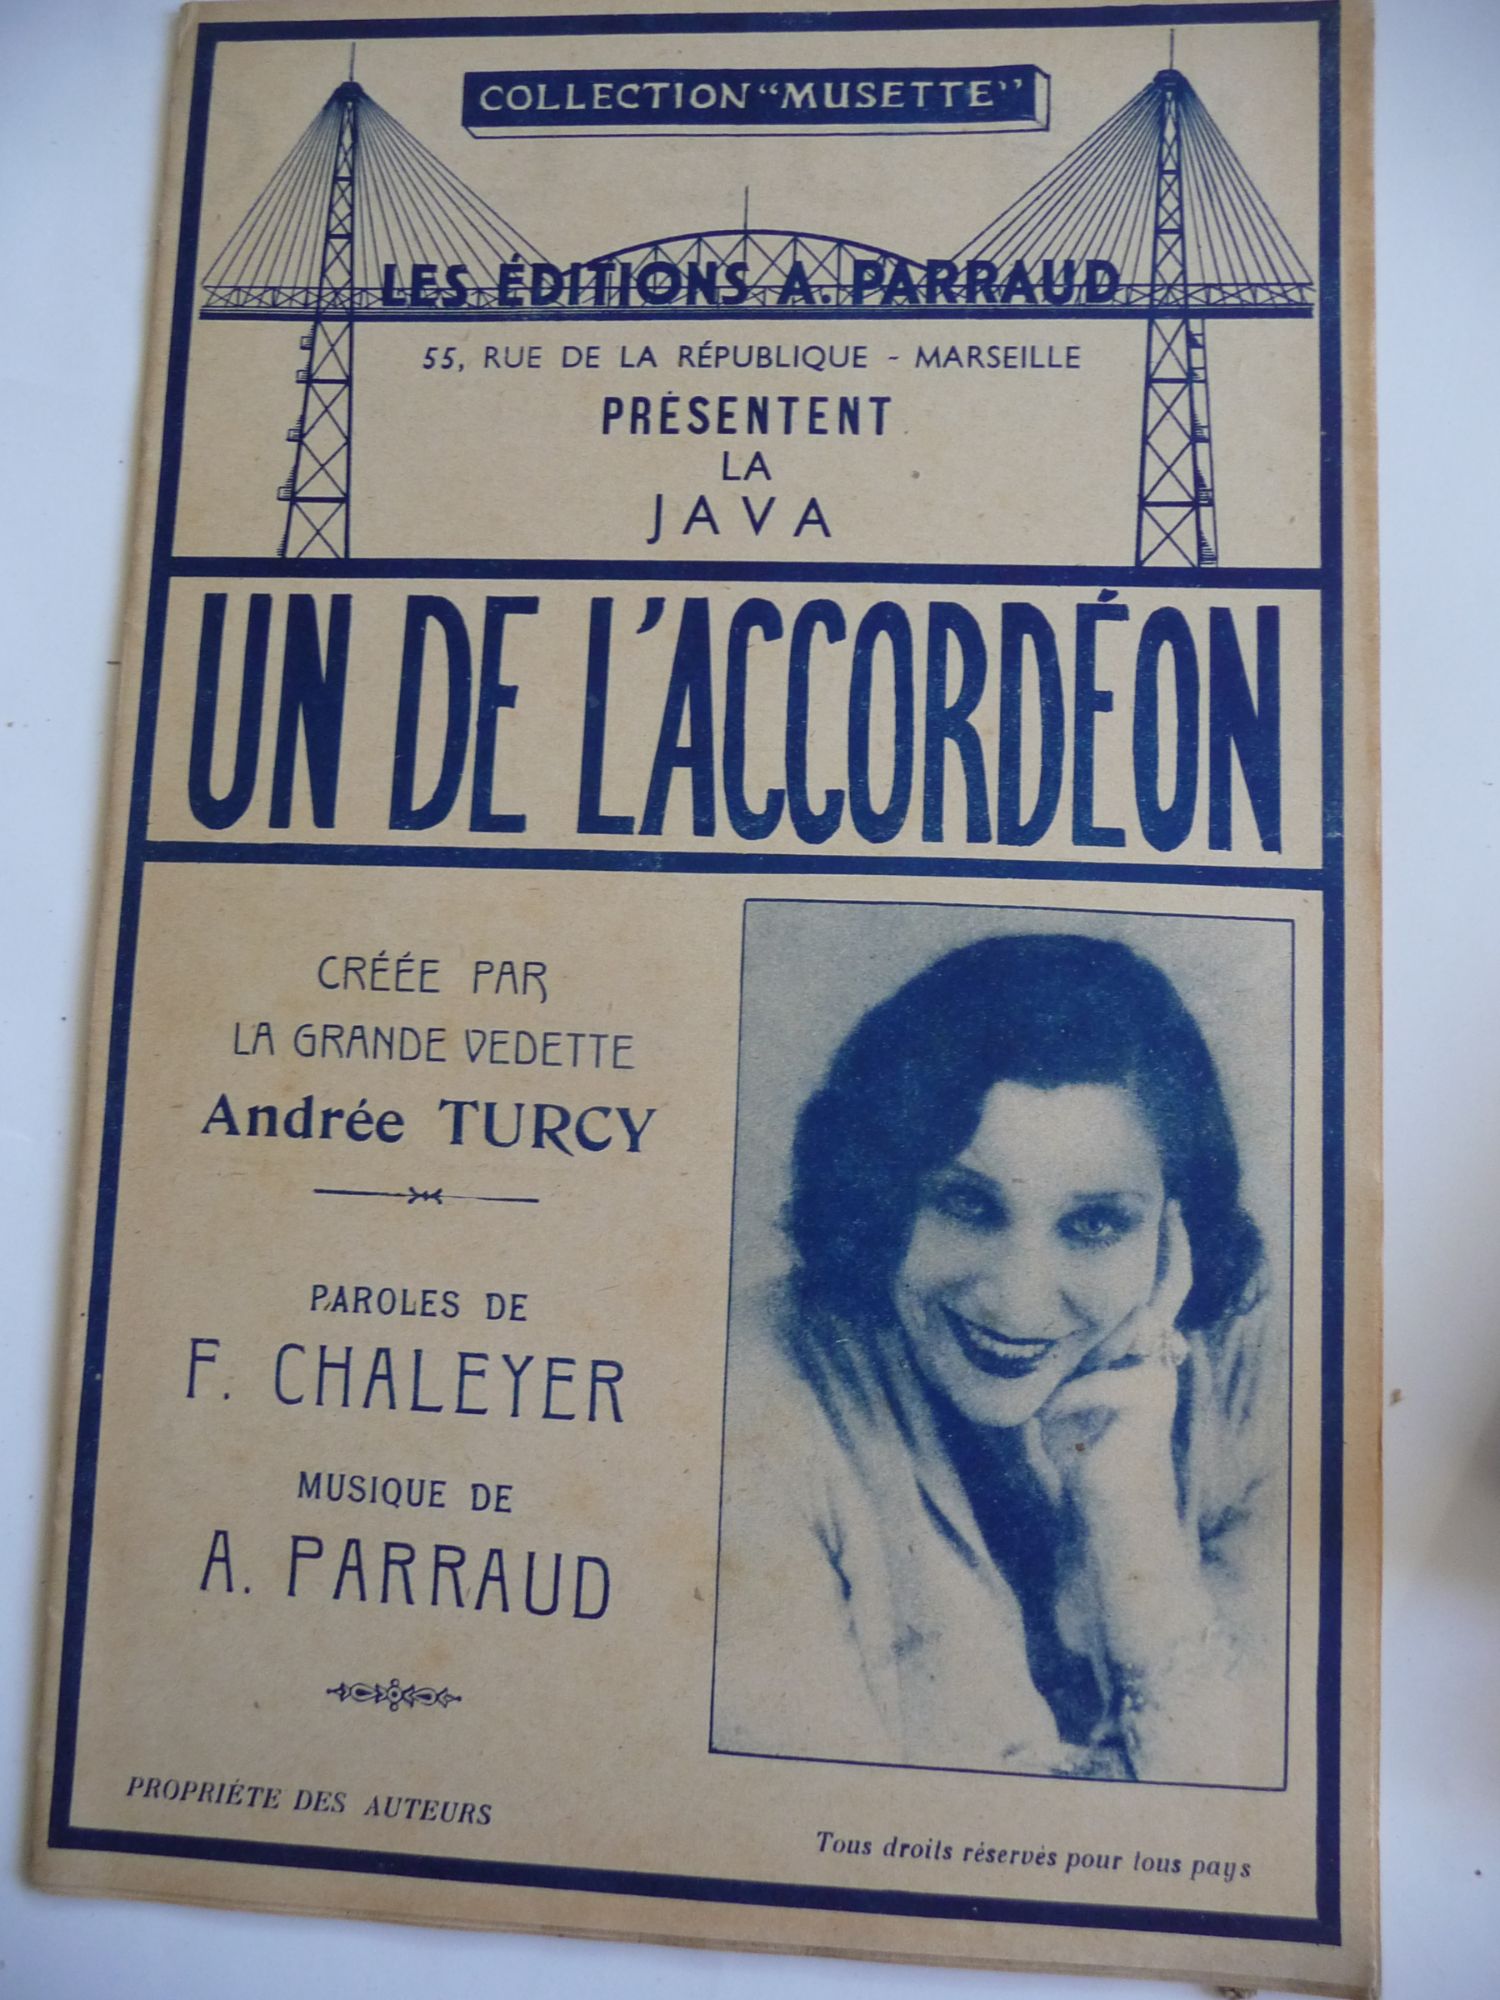 COLLECTION "MUSETTE"
LES ÉDITIONS A. PARRAUD
55, RUE DE LA RÉPUBLIQUE - MARSEILLE
PRÉSENTENT
LA
JAVA
UN DE L'ACCORDÉON
CRÉÉE PAR
LA GRANDE VEDETTE
Andrée TURCY
PAROLES DE
F. CHALEYER
MUSIQUE DE
A. PARRAUD
PROPRIÉTE DES AUTEURS
Tous droits réservés pour tous pays